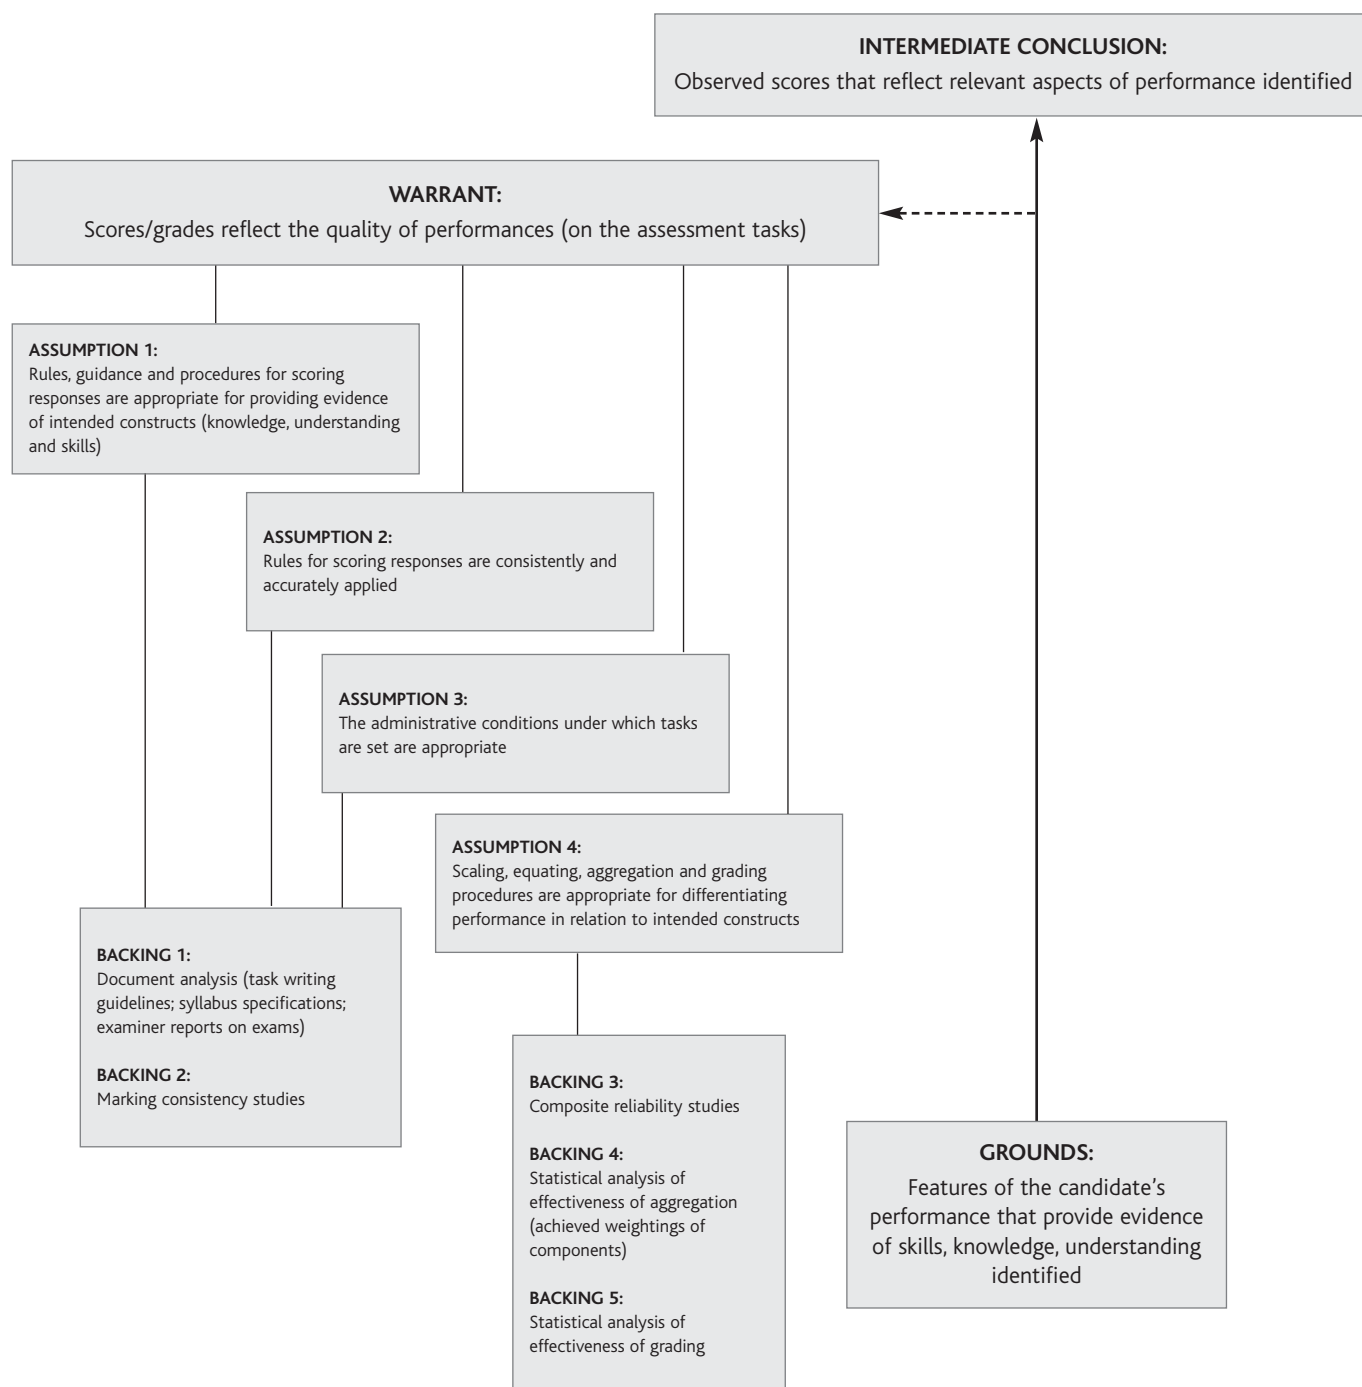 INTERMEDIATE CONCLUSION:
Observed scores that reflect relevant aspects of performance identified
WARRANT:
Scores/grades reflect the quality of performances (on the assessment tasks)
ASSUMPTION 1:
Rules, guidance and procedures for scoring
responses are appropriate for providing evidence
of intended constructs (knowledge, understanding
and skills)
ASSUMPTION 2:
Rules for scoring responses are consistently and
accurately applied
ASSUMPTION 3:
The administrative conditions under which tasks
are set are appropriate
ASSUMPTION 4:
Scaling, equating, aggregation and grading
procedures are appropriate for differentiating
performance in relation to intended constructs
BACKING 1:
Document analysis (task writing
guidelines; syllabus specifications;
examiner reports on exams)
BACKING 2:
Marking consistency studies
BACKING 3:
Composite reliability studies
BACKING 4:
Statistical analysis of
effectiveness of aggregation
(achieved weightings of
components)
BACKING 5:
Statistical analysis of
effectiveness of grading
GROUNDS:
Features of the candidate’s
performance that provide evidence
of skills, knowledge, understanding
identified